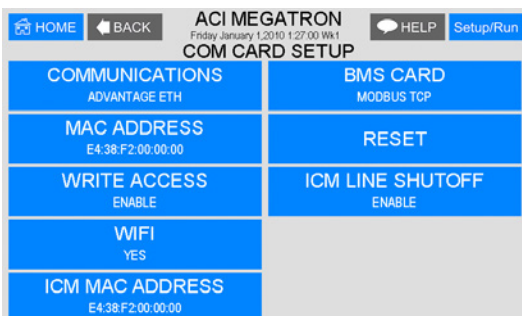 HOME
BACK
ACI MEGATRON
Friday January 1,2010 1:27:00 Wk1
HELP
Setup/Run
COM CARD SETUP
COMMUNICATIONS
ADVANTAGE ETH
BMS CARD
MODBUS TCP
MAC ADDRESS
E4:38:F2:00:00:00
RESET
WRITE ACCESS
ENABLE
ICM LINE SHUTOFF
ENABLE
WIFI
YES
ICM MAC ADDRESS
E4:38:F2:00:00:00